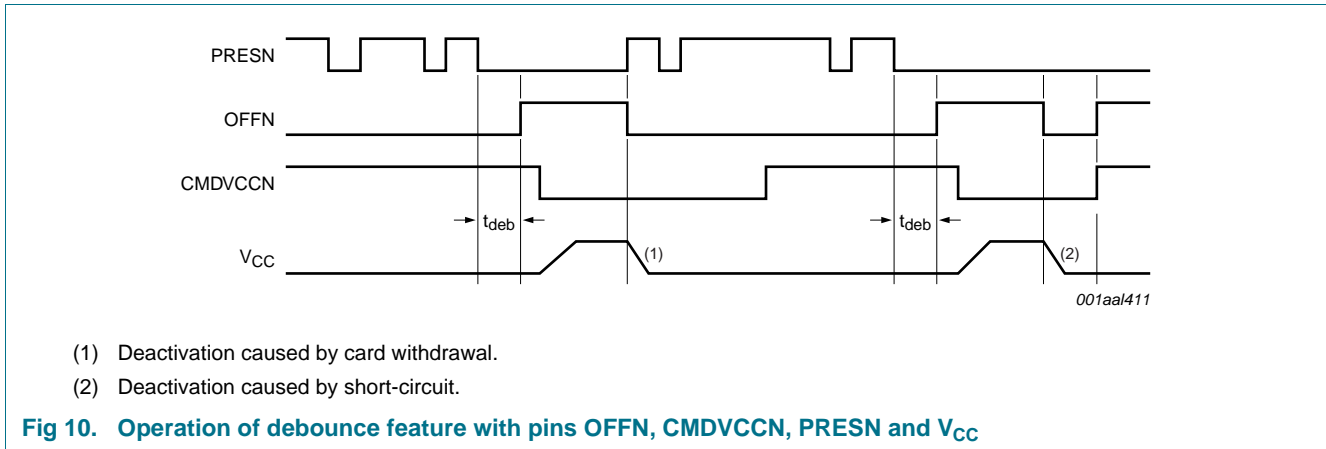 PRESN
OFFN
CMDVCCN
tdeb tdeb
VCC (1) (2)
001aal411
(1) Deactivation caused by card withdrawal.
(2) Deactivation caused by short-circuit.
Fig 10. Operation of debounce feature with pins OFFN, CMDVCCN, PRESN and VCC